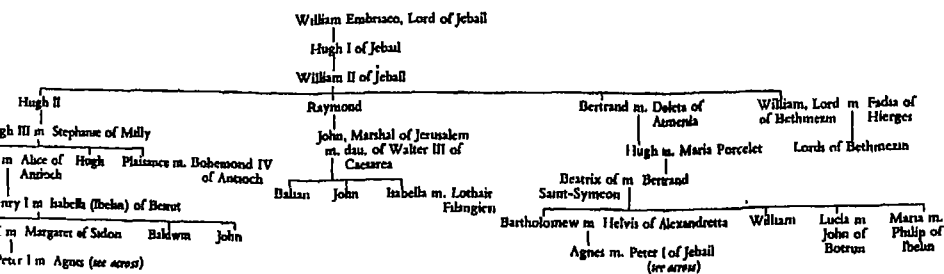 William Embriaco, Lord of Jebail
Hugh I of Jebail
William II of Jebail
Hugh II Raymond Bertrand m. Doleta of Armenia William, Lord of Bethmezin m Fadia of Hierges
gh III m Stephanie of Milly John, Marshal of Jerusalem
m. dau. of Walter III of Caesarea
Hugh m. Maria Porcelet Lords of Bethmezin
m Alice of Antioch Hugh Plaisance m. Bohemond IV of Antioch
Balian John Isabella m. Lothair Filangieri
Beatrix of Saint-Symeon m Bertrand
nry I m Isabella (Ibelin) of Beirut
Bartholomew m Helvis of Alexandretta William Lucia m John of Botrun Maria m. Philip of Ibelin
m Margaret of Sidon Baldwin John
Agnes m. Peter I of Jebail
(see across)
eter I m Agnes (see across)